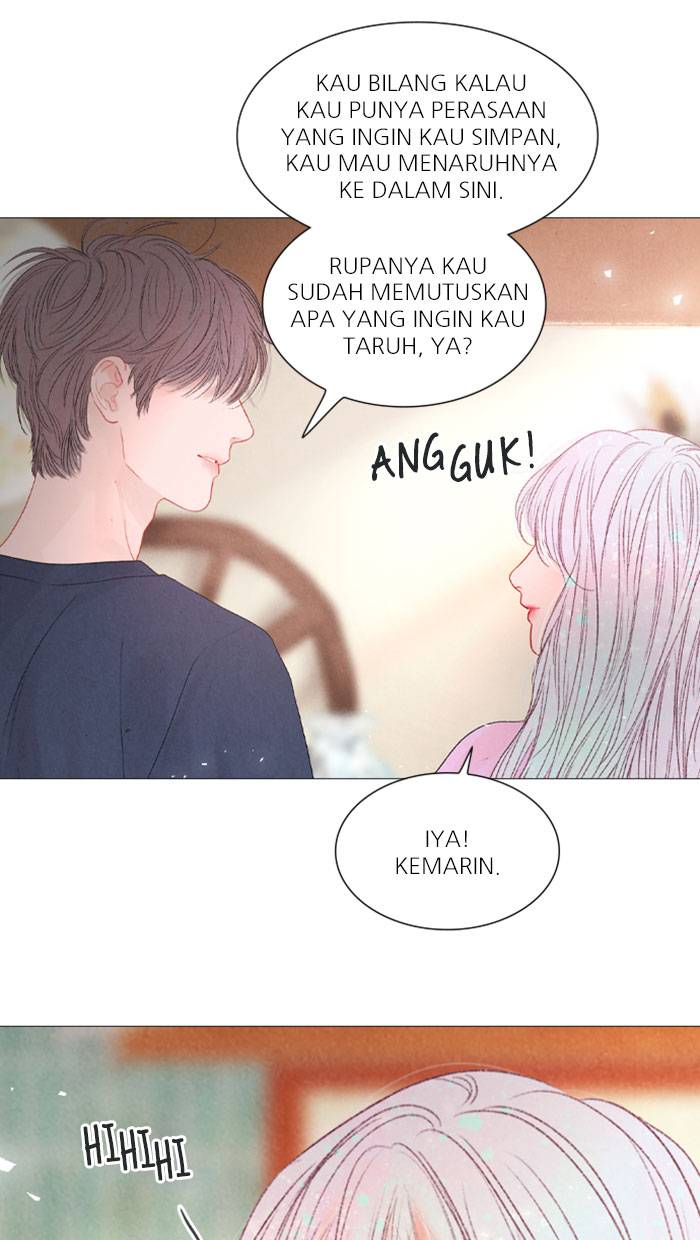 KAU BILANG KALAU
KAU PUNYA PERASAAN
YANG INGIN KAU SIMPAN,
KAU MAU MENARUHNYA
KE DALAM SINI.
RUPANYA KAU
SUDAH MEMUTUSKAN
APA YANG INGIN KAU
TARUH, YA?
ANGGUK!
IYA!
KEMARIN.
HIHIHI